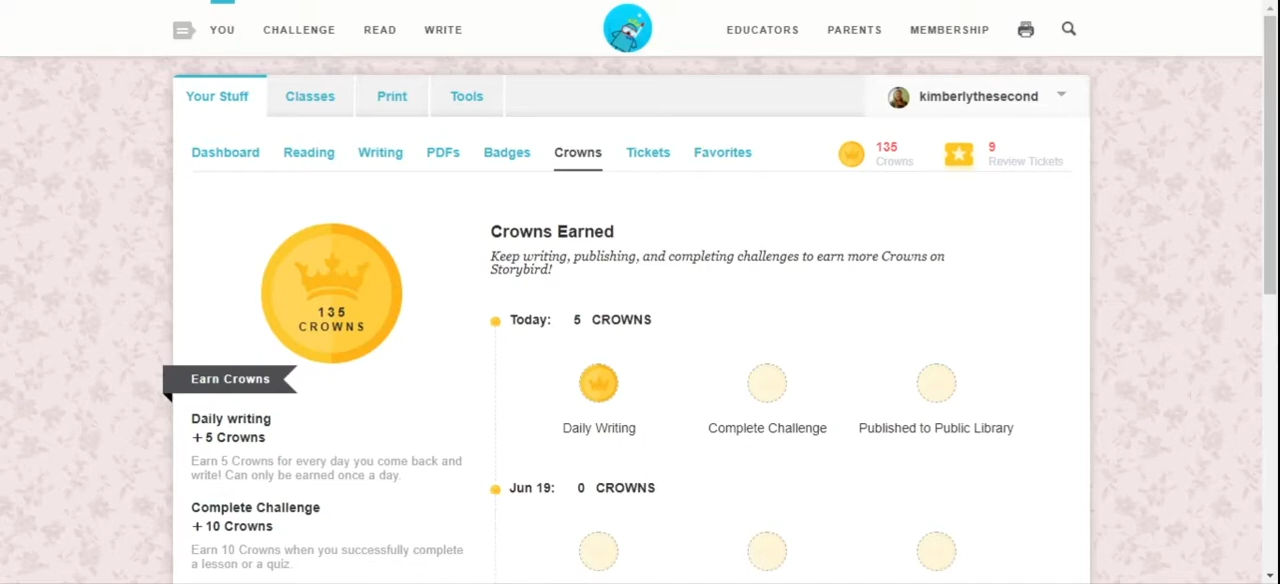 YOU CHALLENGE READ WRITE EDUCATORS PARENTS MEMBERSHIP
Your Stuff Classes Print Tools kimberlythesecond
Dashboard Reading Writing PDFs Badges Crowns Tickets Favorites 135 Crowns 9 Review Tickets
135
CROWNS
Earn Crowns
Daily writing
+5 Crowns
Earn 5 Crowns for every day you come back and
write! Can only be earned once a day.
Complete Challenge
+10 Crowns
Earn 10 Crowns when you successfully complete
a lesson or a quiz.
Crowns Earned
Keep writing, publishing, and completing challenges to earn more Crowns on
Storybird!
Today: 5 CROWNS
Daily Writing Complete Challenge Published to Public Library
Jun 19: 0 CROWNS